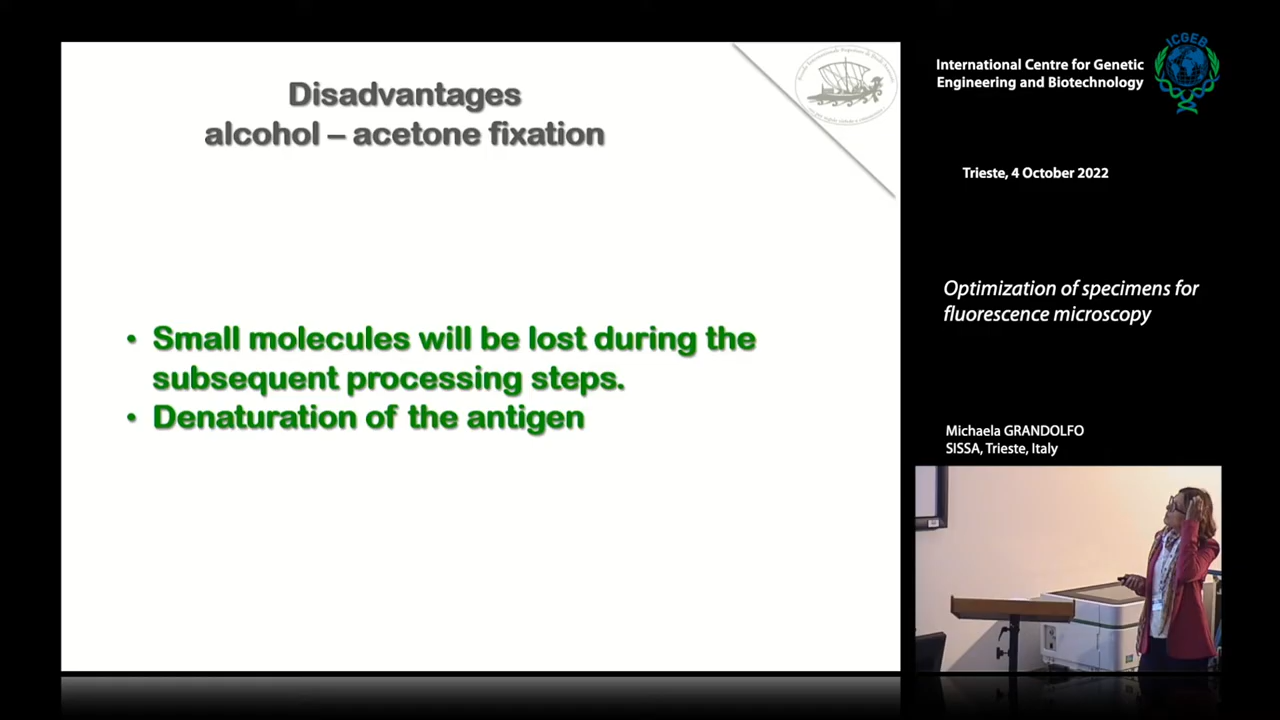 Disadvantages
alcohol – acetone fixation
• Small molecules will be lost during the
subsequent processing steps.
• Denaturation of the antigen
International Centre for Genetic
Engineering and Biotechnology
ICGEB
Trieste, 4 October 2022
Optimization of specimens for
fluorescence microscopy
Michaela GRANDOLFO
SISSA, Trieste, Italy